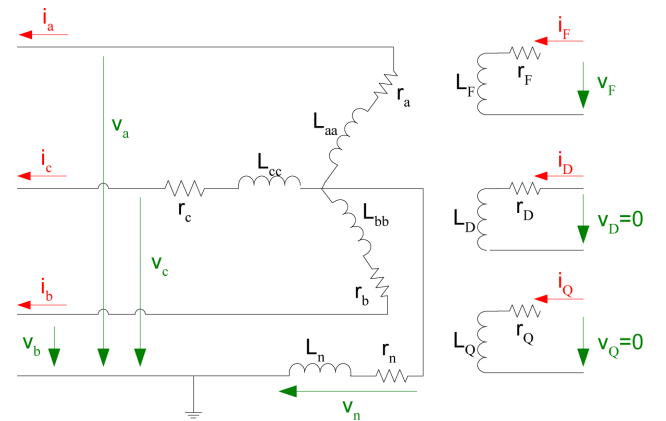 i_a
v_a
r_a
L_aa
i_c
L_cc
r_c
L_bb
v_c
i_b
r_b
v_b
L_n
r_n
v_n
i_F
r_F
L_F
v_F
i_D
r_D
L_D
v_D=0
i_Q
r_Q
L_Q
v_Q=0